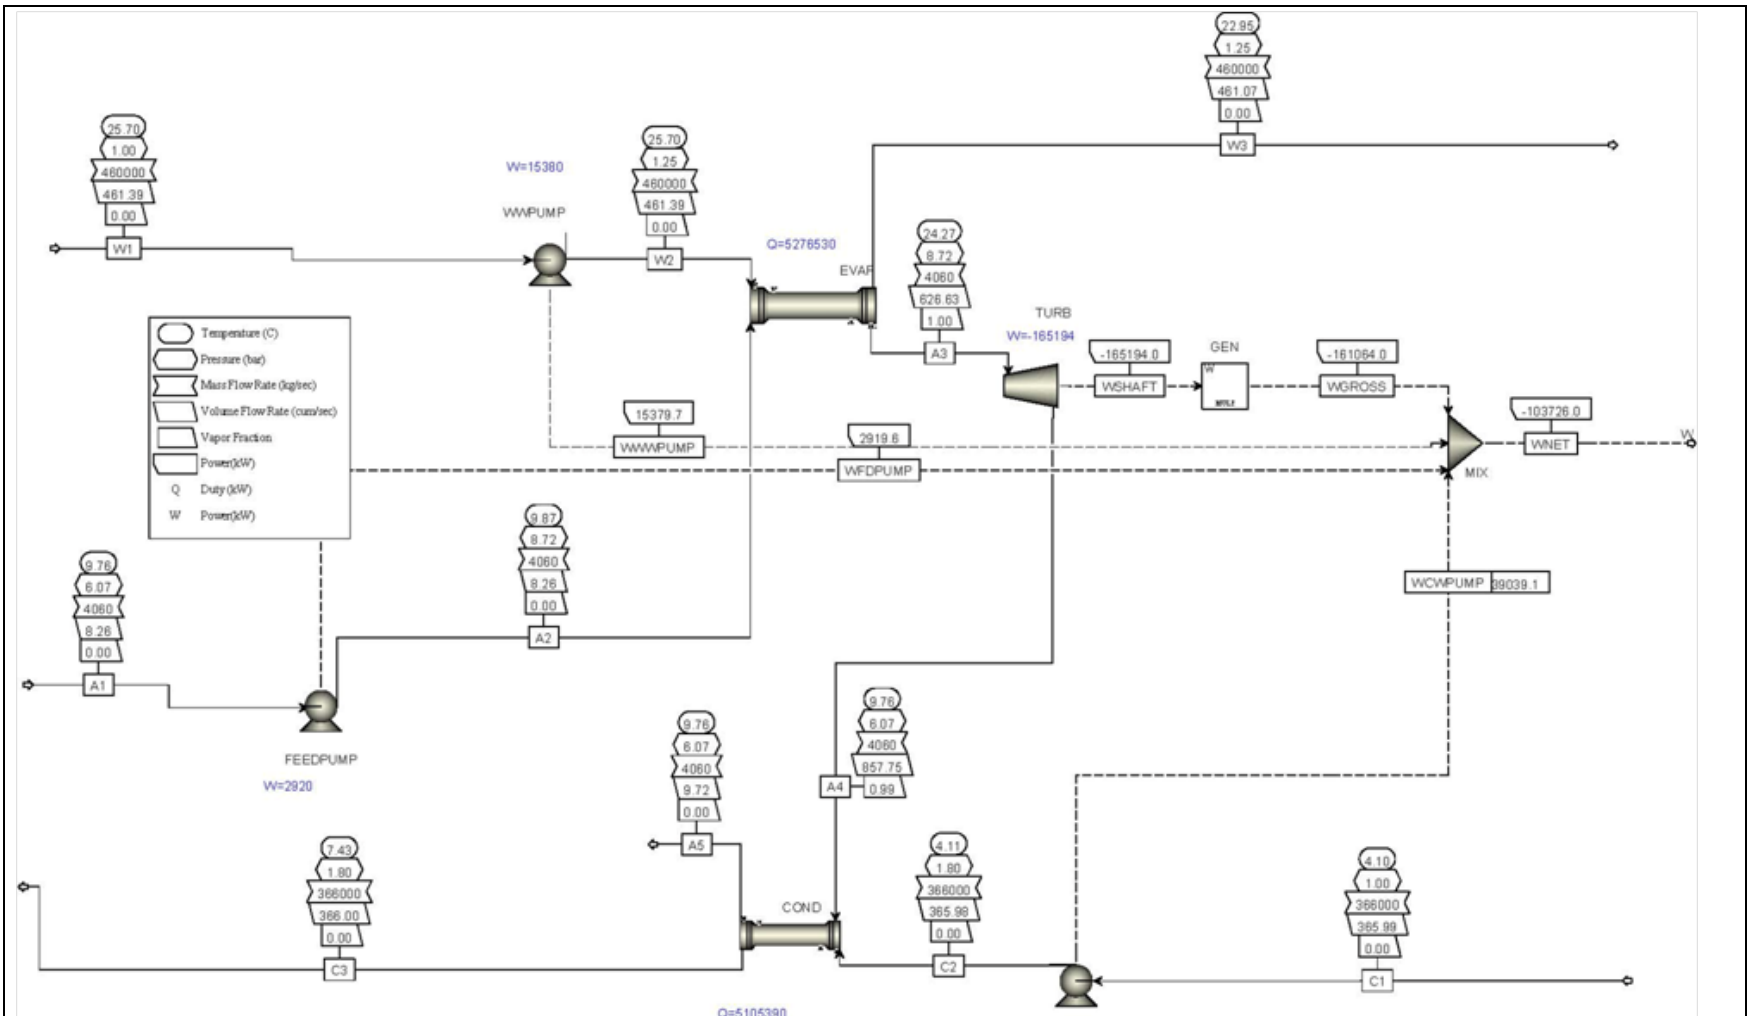 22.95
1.25
460000
461.07
0.00
W3
25.70
1.00
460000
461.39
0.00
W1
W=15380
WWPUMP
25.70
1.25
460000
461.39
0.00
W2
Q=5276530
EVAP
24.27
8.72
4060
626.63
1.00
A3
TURB
W=-165194
-165194.0
WSHAFT
GEN
W
MULT
-161064.0
WGROSS
-103726.0
WNET
W
MIX
15379.7
WWWPUMP
2919.6
WFDPUMP
Temperature (C)
Pressure (bar)
Mass Flow Rate (kg/sec)
Volume Flow Rate (cum/sec)
Vapor Fraction
Power(kW)
Q Duty (kW)
W Power(kW)
9.87
8.72
4060
8.26
0.00
A2
9.76
6.07
4060
8.26
0.00
A1
FEEDPUMP
W=2920
WCWPUMP 39039.1
9.76
6.07
4060
857.75
0.99
A4
9.76
6.07
4060
9.72
0.00
A5
7.43
1.80
366000
366.00
0.00
C3
COND
4.11
1.80
366000
365.98
0.00
C2
4.10
1.00
366000
365.99
0.00
C1
Q=5105390